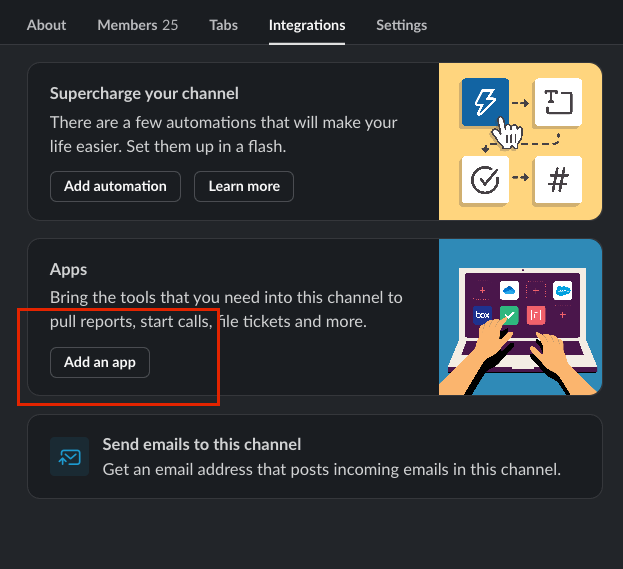 About Members 25 Tabs Integrations Settings
Supercharge your channel
There are a few automations that will make your
life easier. Set them up in a flash.
Add automation Learn more
T
#
Apps
Bring the tools that you need into this channel to
pull reports, start calls, file tickets and more.
Add an app
box
Send emails to this channel
Get an email address that posts incoming emails in this channel.